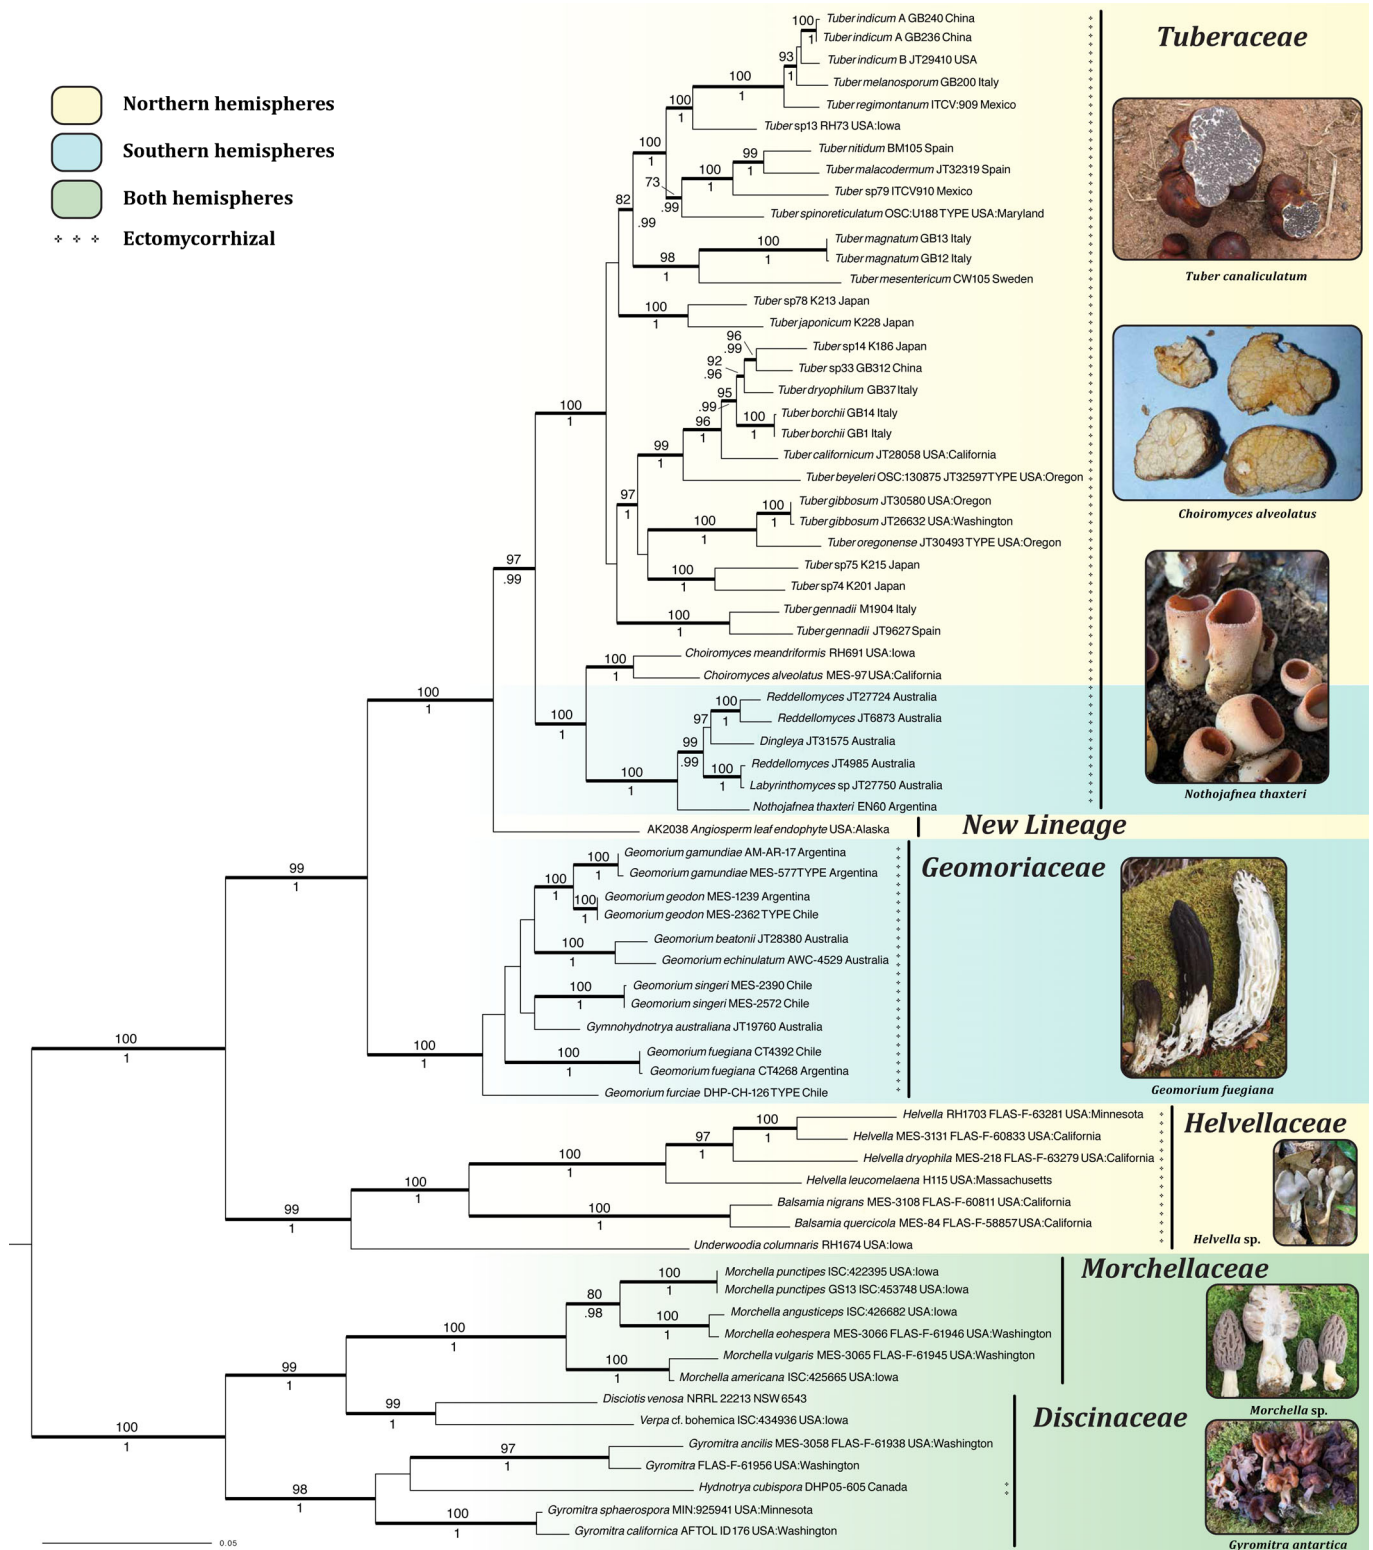 Northern hemispheres
Southern hemispheres
Both hemispheres
Ectomycorrhizal
Tuberaceae
100
1
Tuber indicum A GB240 China
Tuber indicum A GB236 China
93
1
Tuber indicum B JT29410 USA
100
1
Tuber melanosporum GB200 Italy
Tuber regimontanum ITCV:909 Mexico
100
1
Tuber sp13 RH73 USA:Iowa
100
1
Tuber nitidum BM105 Spain
99
1
Tuber malacodermum JT32319 Spain
100
1
Tuber sp79 ITCV910 Mexico
73
.99
Tuber spinoreticulatum OSC:U188 TYPE USA:Maryland
82
.99
Tuber magnatum GB13 Italy
100
1
Tuber magnatum GB12 Italy
98
1
Tuber mesentericum CW105 Sweden
Tuber canaliculatum
Tuber sp78 K213 Japan
100
1
Tuber japonicum K228 Japan
96
.99
Tuber sp14 K186 Japan
92
.96
Tuber sp33 GB312 China
Tuber dryophilum GB37 Italy
95
.99
Tuber borchii GB14 Italy
100
1
Tuber borchii GB1 Italy
96
1
Tuber californicum JT28058 USA:California
99
1
Tuber beyeleri OSC:130875 JT32597TYPE USA:Oregon
100
1
97
1
Tuber gibbosum JT30580 USA:Oregon
100
1
Tuber gibbosum JT26632 USA:Washington
100
1
Tuber oregonense JT30493 TYPE USA:Oregon
Choiromyces alveolatus
Tuber sp75 K215 Japan
100
1
Tuber sp74 K201 Japan
97
.99
Tuber gennadii M1904 Italy
100
1
Tuber gennadii JT9627 Spain
Choiromyces meandriformis RH691 USA:Iowa
100
1
Choiromyces alveolatus MES-97 USA:California
100
1
100
1
Reddellomyces JT27724 Australia
100
1
Reddellomyces JT6873 Australia
97
Dingleya JT31575 Australia
99
.99
Reddellomyces JT4985 Australia
100
1
Labyrinthomyces sp JT27750 Australia
100
1
Nothojafnea thaxteri EN60 Argentina
Nothojafnea thaxteri
AK2038 Angiosperm leaf endophyte USA:Alaska
New Lineage
99
1
Geomoriaceae
Geomorium gamundiae AM-AR-17 Argentina
100
1
Geomorium gamundiae MES-577TYPE Argentina
100
1
Geomorium geodon MES-1239 Argentina
100
1
Geomorium geodon MES-2362 TYPE Chile
Geomorium beatonii JT28380 Australia
100
1
Geomorium echinulatum AWC-4529 Australia
Geomorium singeri MES-2390 Chile
100
1
Geomorium singeri MES-2572 Chile
Gymnohydnotrya australiana JT19760 Australia
100
1
Geomorium fuegiana CT4392 Chile
100
1
Geomorium fuegiana CT4268 Argentina
Geomorium furciae DHP-CH-126 TYPE Chile
Geomorium fuegiana
100
1
Helvellaceae
Helvella RH1703 FLAS-F-63281 USA:Minnesota
100
1
Helvella MES-3131 FLAS-F-60833 USA:California
97
1
Helvella dryophila MES-218 FLAS-F-63279 USA:California
100
1
Helvella leucomelaena H115 USA:Massachusetts
100
1
Balsamia nigrans MES-3108 FLAS-F-60811 USA:California
100
1
Balsamia quercicola MES-84 FLAS-F-58857 USA:California
99
1
Underwoodia columnaris RH1674 USA:Iowa
Helvella sp.
Morchellaceae
Morchella punctipes ISC:422395 USA:Iowa
100
1
Morchella punctipes GS13 ISC:453748 USA:Iowa
80
.98
Morchella angusticeps ISC:426682 USA:Iowa
100
1
Morchella eohespera MES-3066 FLAS-F-61946 USA:Washington
100
1
Morchella vulgaris MES-3065 FLAS-F-61945 USA:Washington
100
1
Morchella americana ISC:425665 USA:Iowa
99
1
Disciotis venosa NRRL 22213 NSW 6543
99
1
Verpa cf. bohemica ISC:434936 USA:Iowa
Morchella sp.
Discinaceae
100
1
Gyromitra ancilis MES-3058 FLAS-F-61938 USA:Washington
97
1
Gyromitra FLAS-F-61956 USA:Washington
Hydnotrya cubispora DHP 05-605 Canada
98
1
Gyromitra sphaerospora MIN:925941 USA:Minnesota
100
1
Gyromitra californica AFTOL ID 176 USA:Washington
Gyromitra antartica
0.05